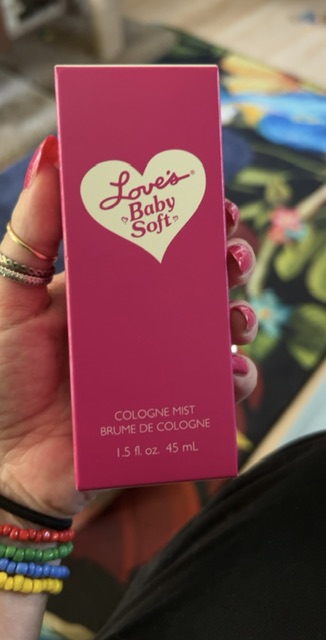 Love's®
Baby
Soft
COLOGNE MIST
BRUME DE COLOGNE
1.5 fl. oz. 45 mL